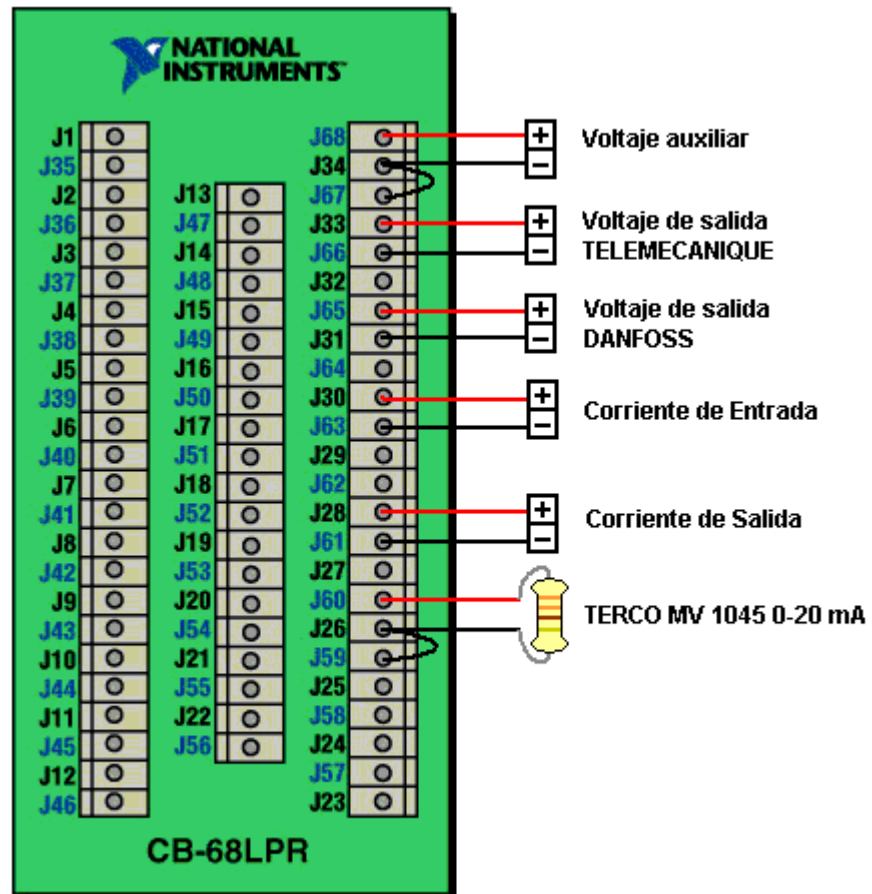 NATIONAL
INSTRUMENTS™
J1
J35
J2
J36
J3
J37
J4
J38
J5
J39
J6
J40
J7
J41
J8
J42
J9
J43
J10
J44
J11
J45
J12
J46
J13
J47
J14
J48
J15
J49
J16
J50
J17
J51
J18
J52
J19
J53
J20
J54
J21
J55
J22
J56
J68
J34
J67
J33
J66
J32
J65
J31
J64
J30
J63
J29
J62
J28
J61
J27
J60
J26
J59
J25
J58
J24
J57
J23
+
−
Voltaje auxiliar
+
−
Voltaje de salida
TELEMECANIQUE
+
−
Voltaje de salida
DANFOSS
+
−
Corriente de Entrada
+
−
Corriente de Salida
TERCO MV 1045 0-20 mA
CB-68LPR